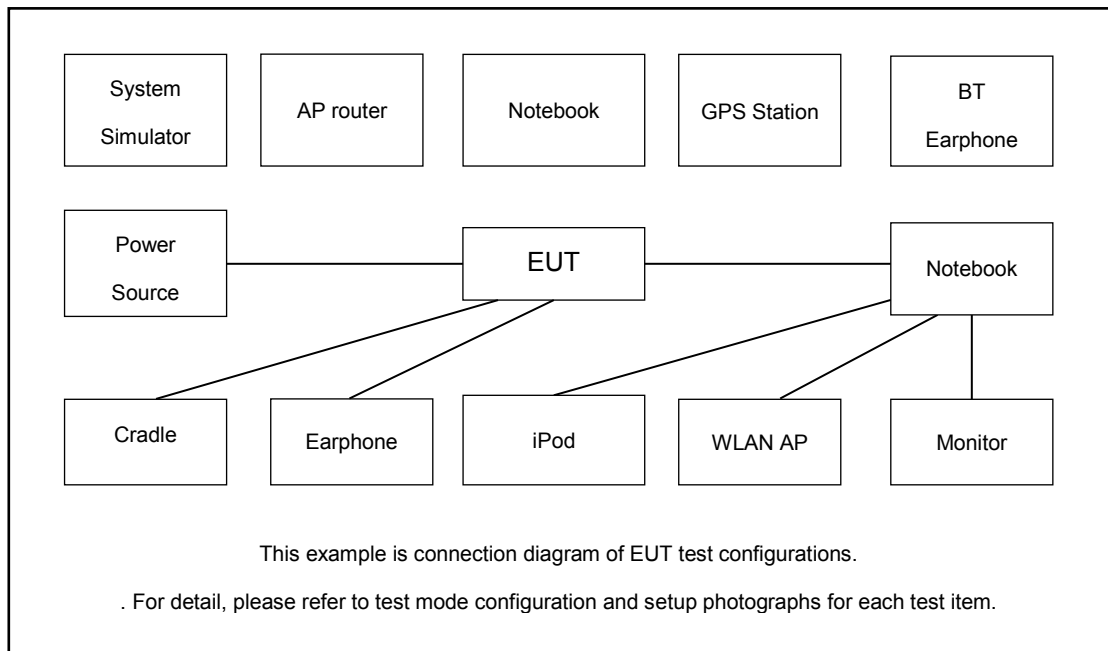 System
Simulator
AP router
Notebook
GPS Station
BT
Earphone
Power
Source
EUT
Notebook
Cradle
Earphone
iPod
WLAN AP
Monitor
This example is connection diagram of EUT test configurations.
. For detail, please refer to test mode configuration and setup photographs for each test item.